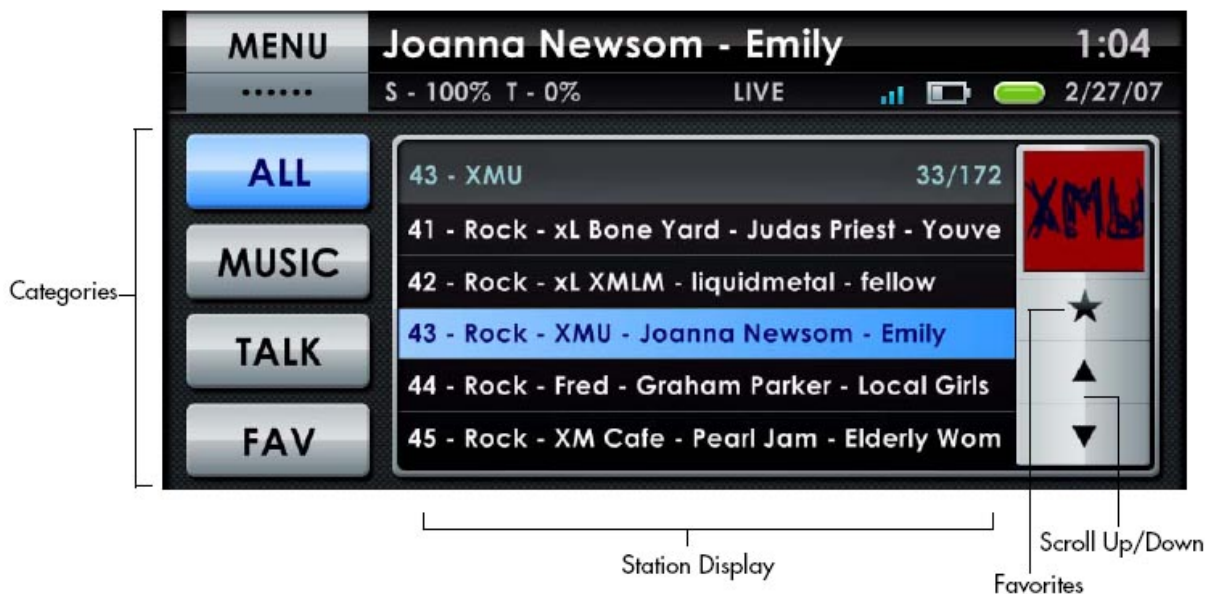 MENU
Joanna Newsom - Emily
1:04
S - 100% T - 0%
LIVE
2/27/07
Categories
ALL
MUSIC
TALK
FAV
43 - XMU
33/172
41 - Rock - xL Bone Yard - Judas Priest - Youve
42 - Rock - xL XMLM - liquidmetal - fellow
43 - Rock - XMU - Joanna Newsom - Emily
44 - Rock - Fred - Graham Parker - Local Girls
45 - Rock - XM Cafe - Pearl Jam - Elderly Wom
XMU
Station Display
Scroll Up/Down
Favorites